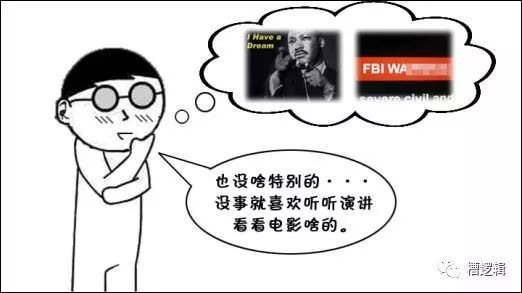 I Have a
Dream
FBI WA
severe civil and
也没啥特别的···
没事就喜欢听听演讲
看看电影啥的。
槽逻辑